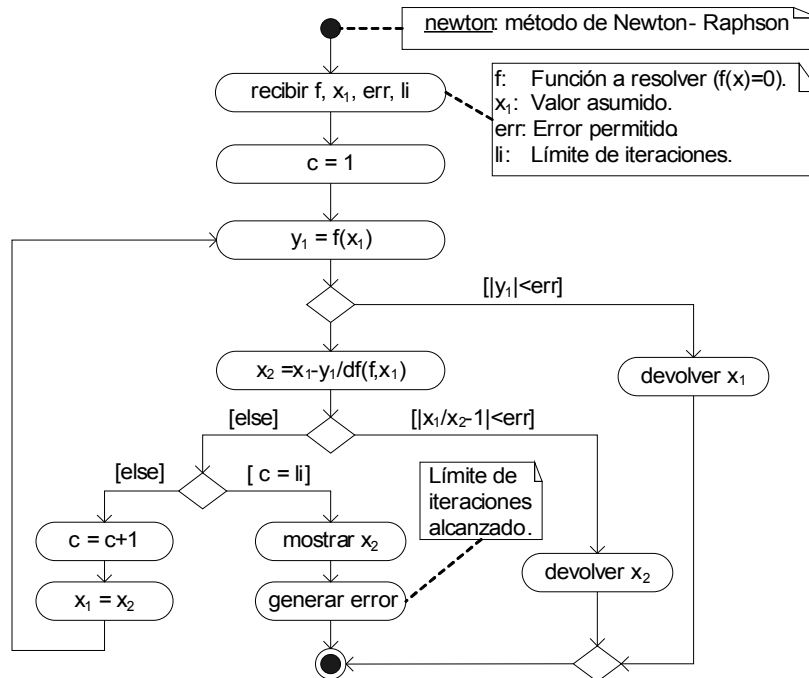 newton: método de Newton- Raphson
recibir f, x₁, err, li
f: Función a resolver (f(x)=0).
x₁: Valor asumido.
err: Error permitido.
li: Límite de iteraciones.
c = 1
y₁ = f(x₁)
[|y₁|<err]
x₂ =x₁-y₁/df(f,x₁)
devolver x₁
[else]
[|x₁/x₂-1|<err]
[else]
[ c = li]
Límite de
iteraciones
alcanzado.
c = c+1
mostrar x₂
devolver x₂
x₁ = x₂
generar error